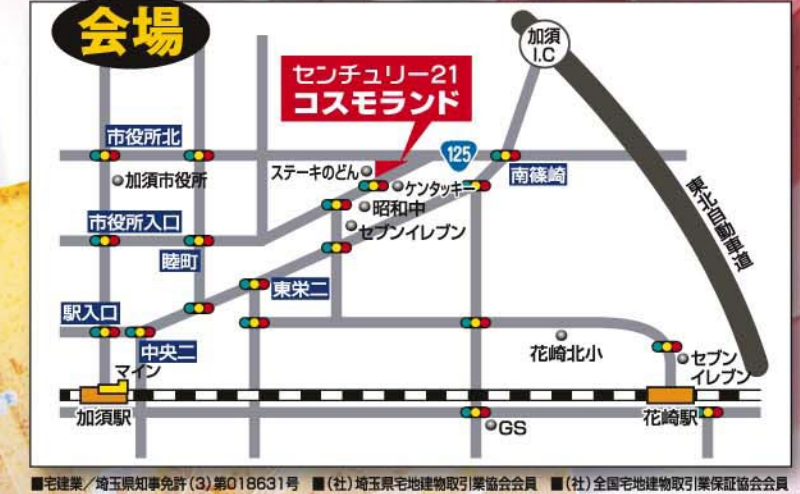 会場
加須
I.C
センチュリー21
コスモランド
市役所北
125
ステーキのどん
ケンタッキー
南篠崎
加須市役所
昭和中
セブンイレブン
東北自動車道
市役所入口
睦町
東栄二
駅入口
中央二
マイン
花崎北小
セブン
イレブン
加須駅
花崎駅
GS
■宅建業／埼玉県知事免許(3)第018631号 ■(社)埼玉県宅地建物取引業協会会員 ■(社)全国宅地建物取引業保証協会会員